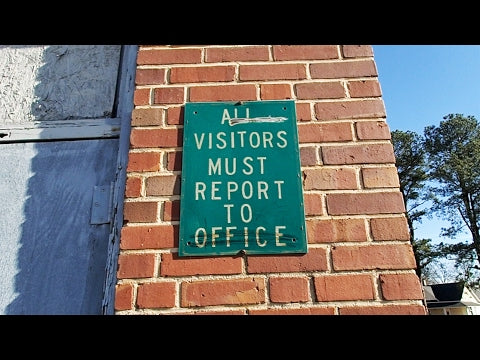 ALL
VISITORS
MUST
REPORT
TO
OFFICE